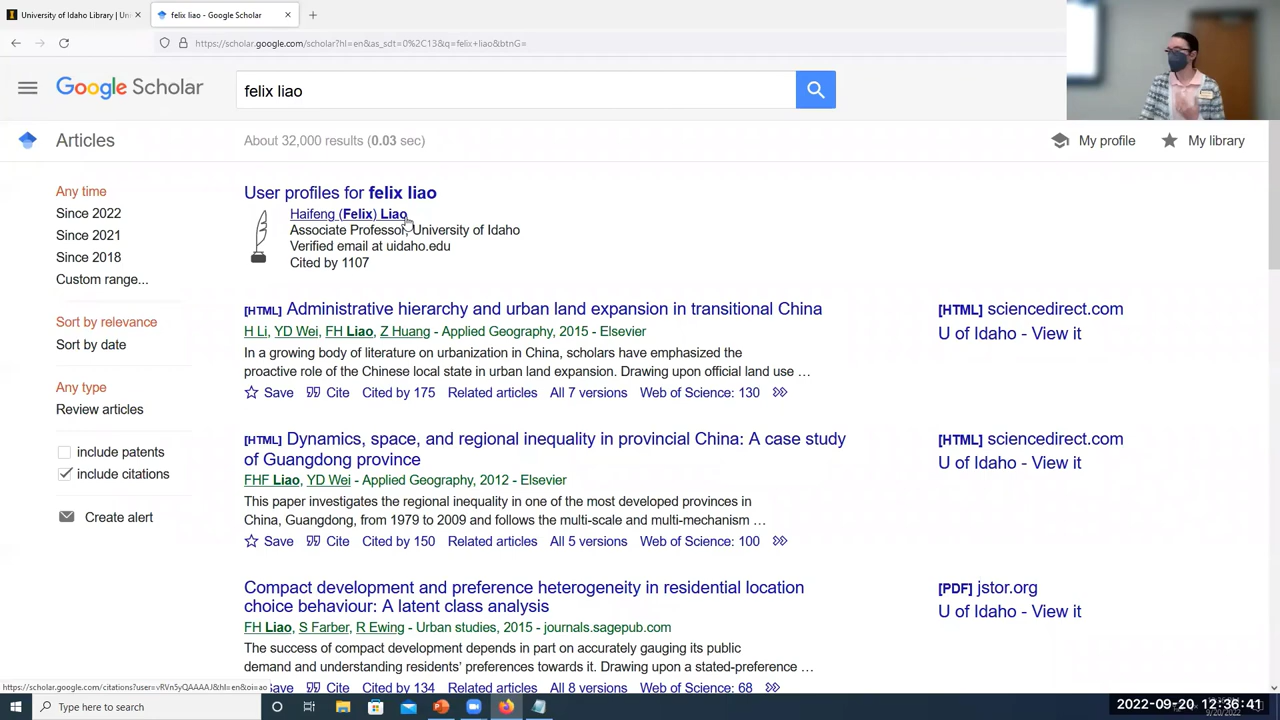 University of Idaho Library | Uni
felix liao - Google Scholar
https://scholar.google.com/scholar?hl=en&as_sdt=0%2C13&q=felix+liao&btnG=
Google Scholar
felix liao
Articles
About 32,000 results (0.03 sec)
My profile
My library
Any time
Since 2022
Since 2021
Since 2018
Custom range...
Sort by relevance
Sort by date
Any type
Review articles
include patents
include citations
Create alert
User profiles for felix liao
Haifeng (Felix) Liao
Associate Professor, University of Idaho
Verified email at uidaho.edu
Cited by 1107
[HTML] Administrative hierarchy and urban land expansion in transitional China
H Li, YD Wei, FH Liao, Z Huang - Applied Geography, 2015 - Elsevier
In a growing body of literature on urbanization in China, scholars have emphasized the
proactive role of the Chinese local state in urban land expansion. Drawing upon official land use ...
Save Cite Cited by 175 Related articles All 7 versions Web of Science: 130
[HTML] sciencedirect.com
U of Idaho - View it
[HTML] Dynamics, space, and regional inequality in provincial China: A case study
of Guangdong province
FHF Liao, YD Wei - Applied Geography, 2012 - Elsevier
This paper investigates the regional inequality in one of the most developed provinces in
China, Guangdong, from 1979 to 2009 and follows the multi-scale and multi-mechanism ...
Save Cite Cited by 150 Related articles All 5 versions Web of Science: 100
[HTML] sciencedirect.com
U of Idaho - View it
Compact development and preference heterogeneity in residential location
choice behaviour: A latent class analysis
FH Liao, S Farber, R Ewing - Urban studies, 2015 - journals.sagepub.com
The success of compact development depends in part on accurately gauging its public
demand and understanding residents' preferences towards it. Drawing upon a stated-preference ...
Save Cite Cited by 134 Related articles All 8 versions Web of Science: 68
[PDF] jstor.org
U of Idaho - View it
https://scholar.google.com/citations?user=vRVn5yQAAAAJ&hl=en&oi=ao
Type here to search
2022-09-20 12:36:41